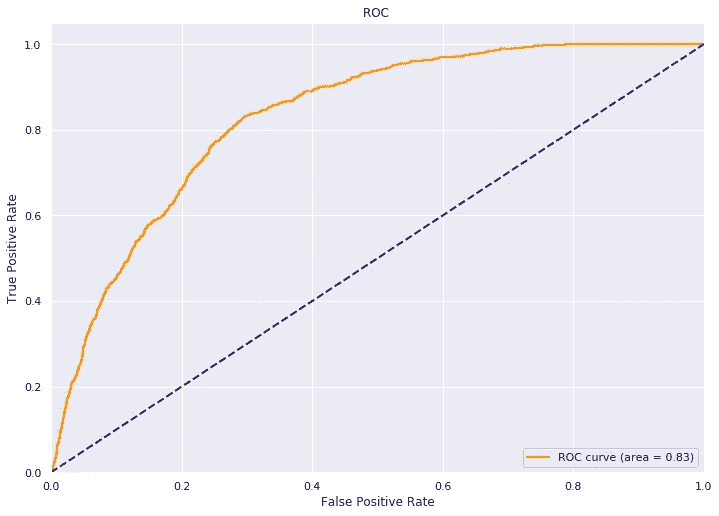 ROC
1.0
0.8
0.6
0.4
0.2
0.0
True Positive Rate
0.0 0.2 0.4 0.6 0.8 1.0
False Positive Rate
ROC curve (area = 0.83)